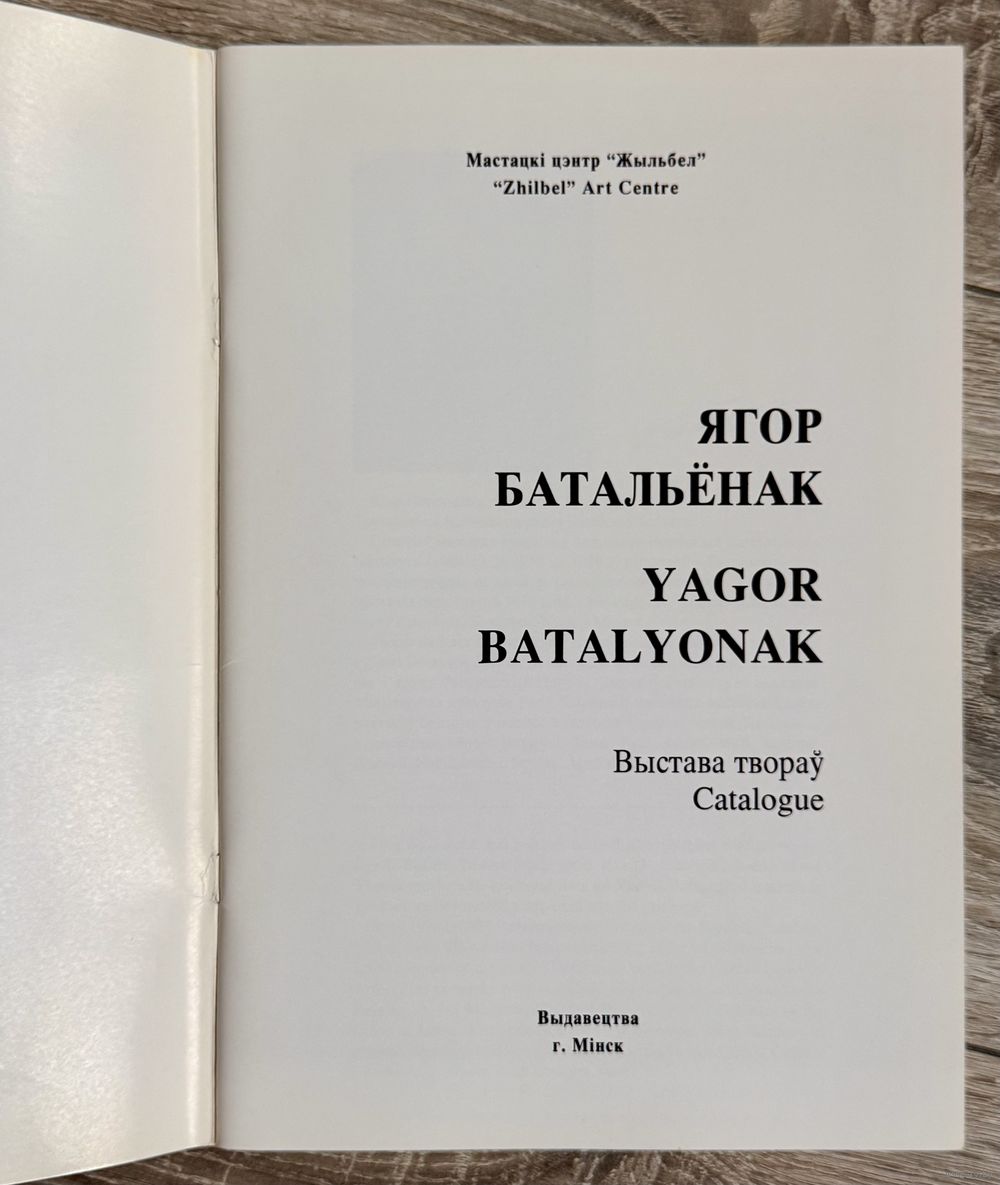 Мастацкі цэнтр “Жыльбел”
“Zhilbel” Art Centre
ЯГОР
БАТАЛЬЁНАК
YAGOR
BATALYONAK
Выстава твораў
Catalogue
Выдавецтва
г. Мінск